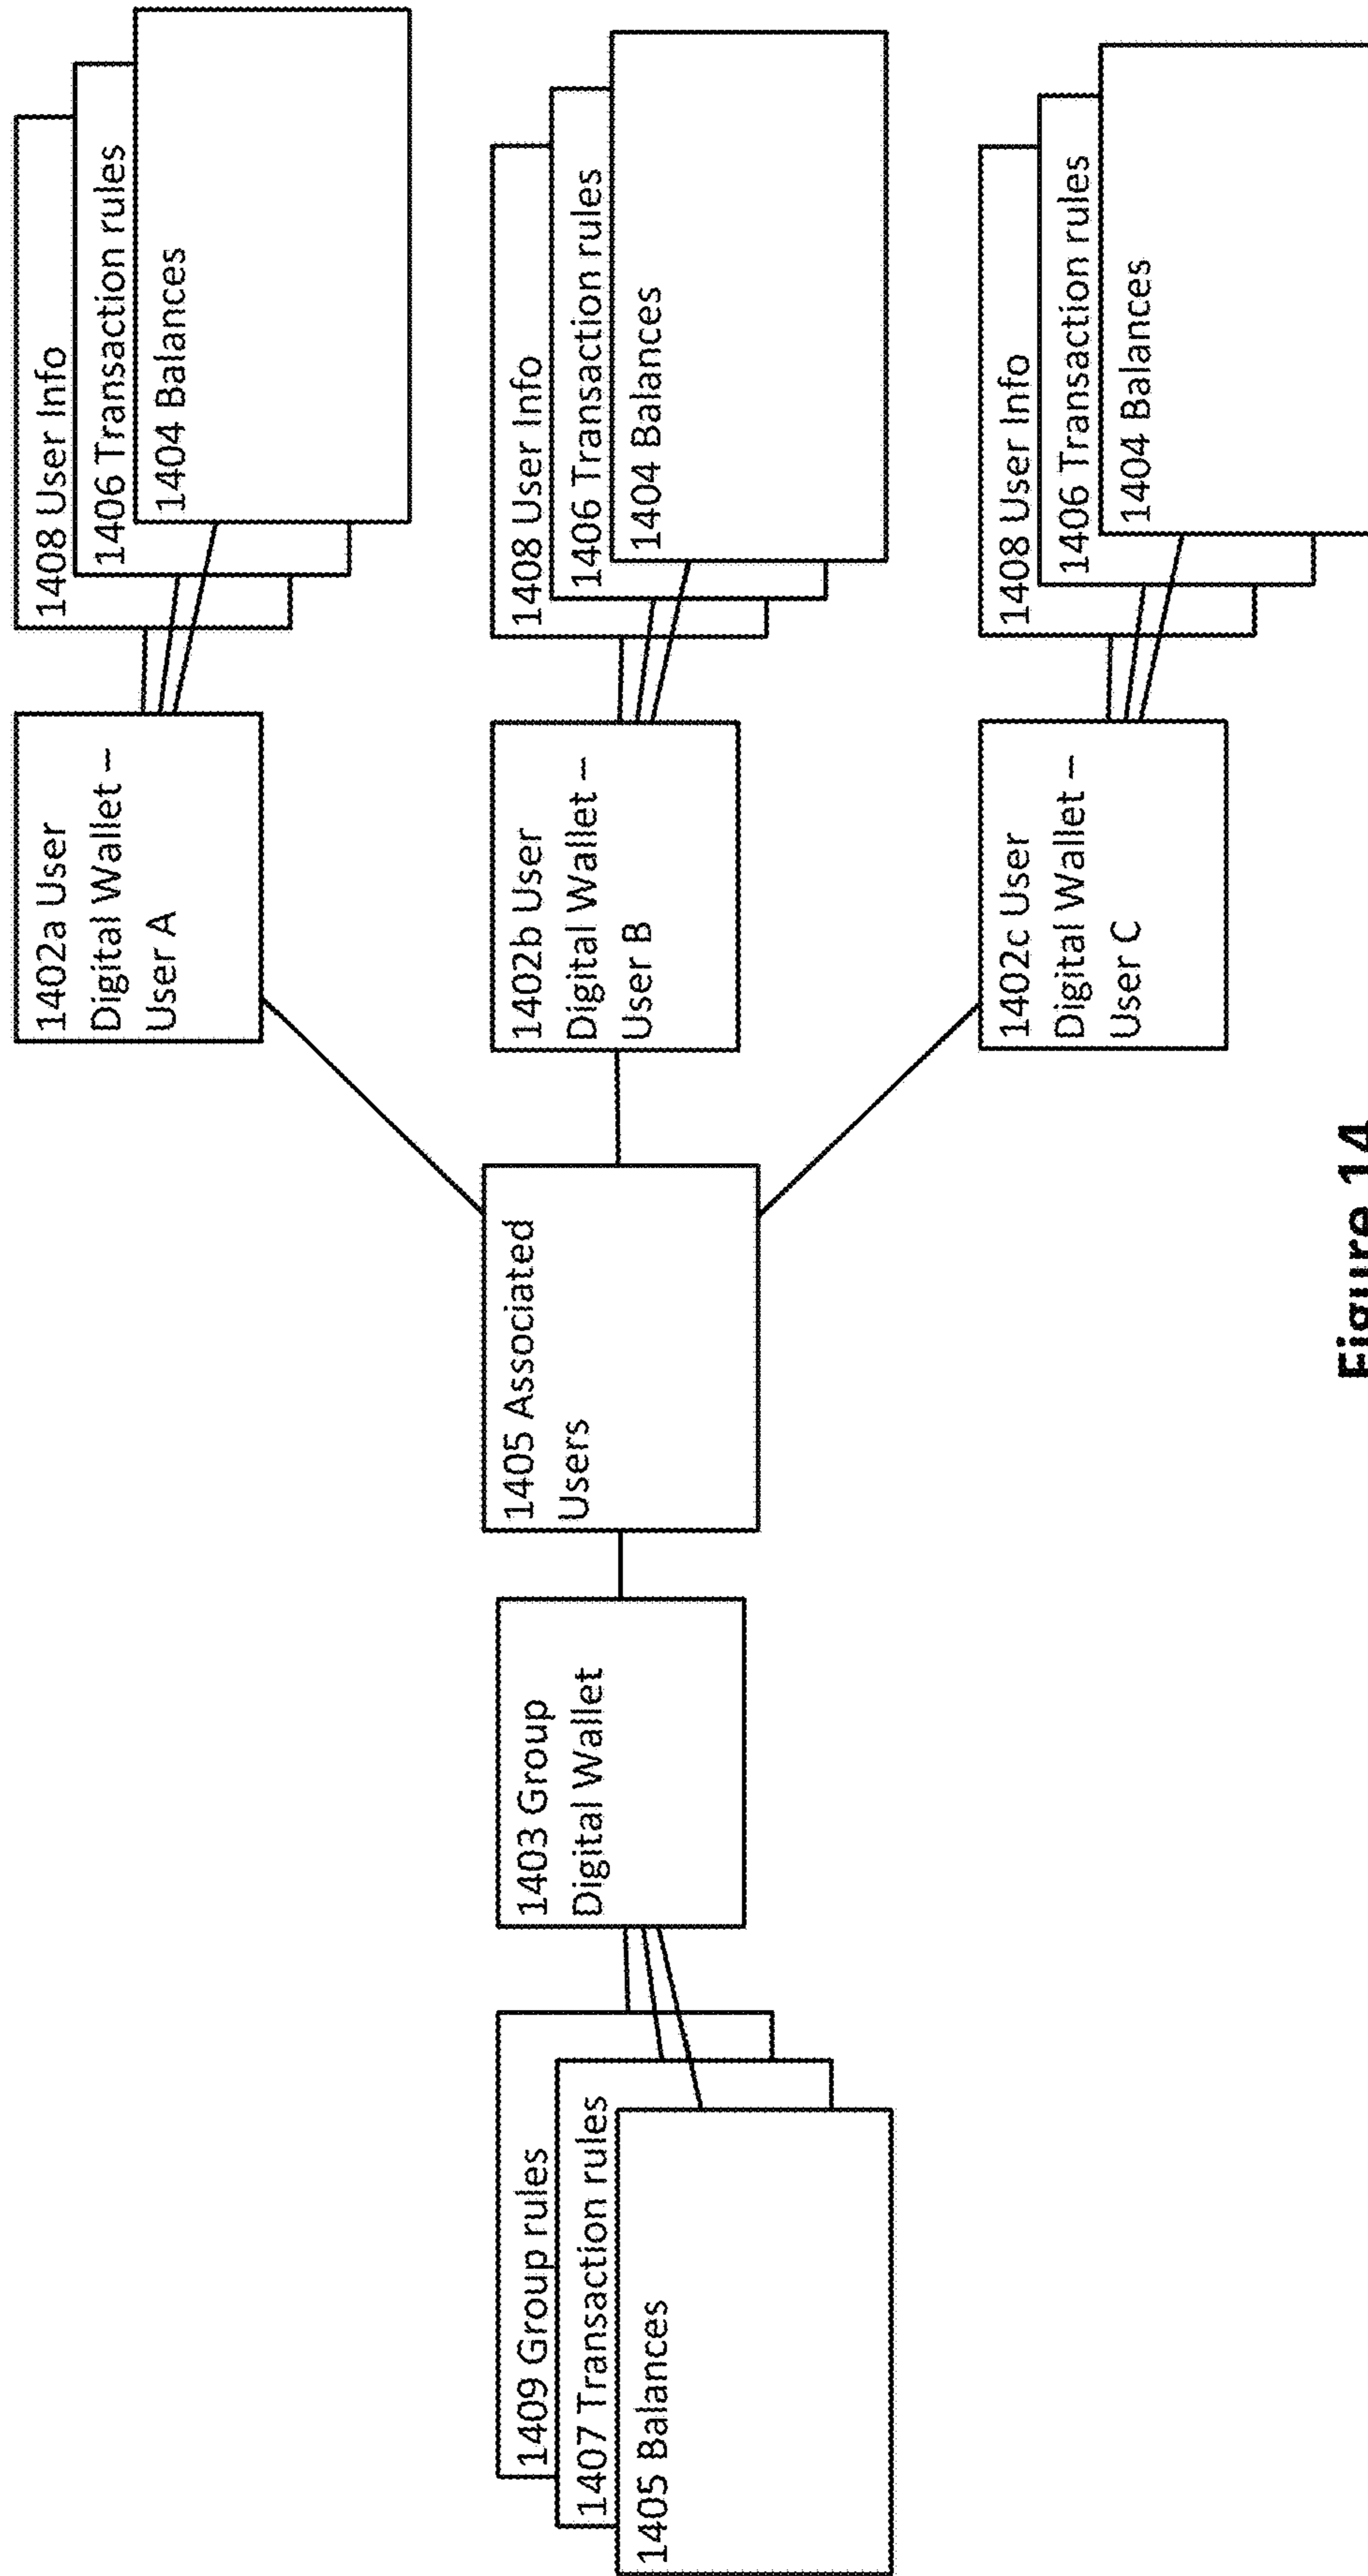 1409 Group rules
1407 Transaction rules
1405 Balances
1403 Group
Digital Wallet
1405 Associated
Users
1402a User
Digital Wallet –
User A
1408 User Info
1406 Transaction rules
1404 Balances
1402b User
Digital Wallet –
User B
1408 User Info
1406 Transaction rules
1404 Balances
1402c User
Digital Wallet –
User C
1408 User Info
1406 Transaction rules
1404 Balances
Figure 14